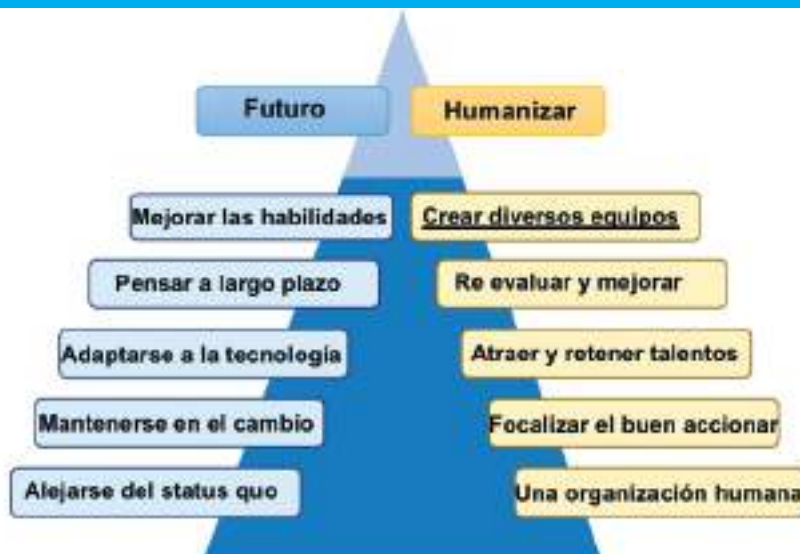 Futuro
Humanizar
Mejorar las habilidades
Crear diversos equipos
Pensar a largo plazo
Re evaluar y mejorar
Adaptarse a la tecnología
Atraer y retener talentos
Mantenerse en el cambio
Focalizar el buen accionar
Alejarse del status quo
Una organización humana